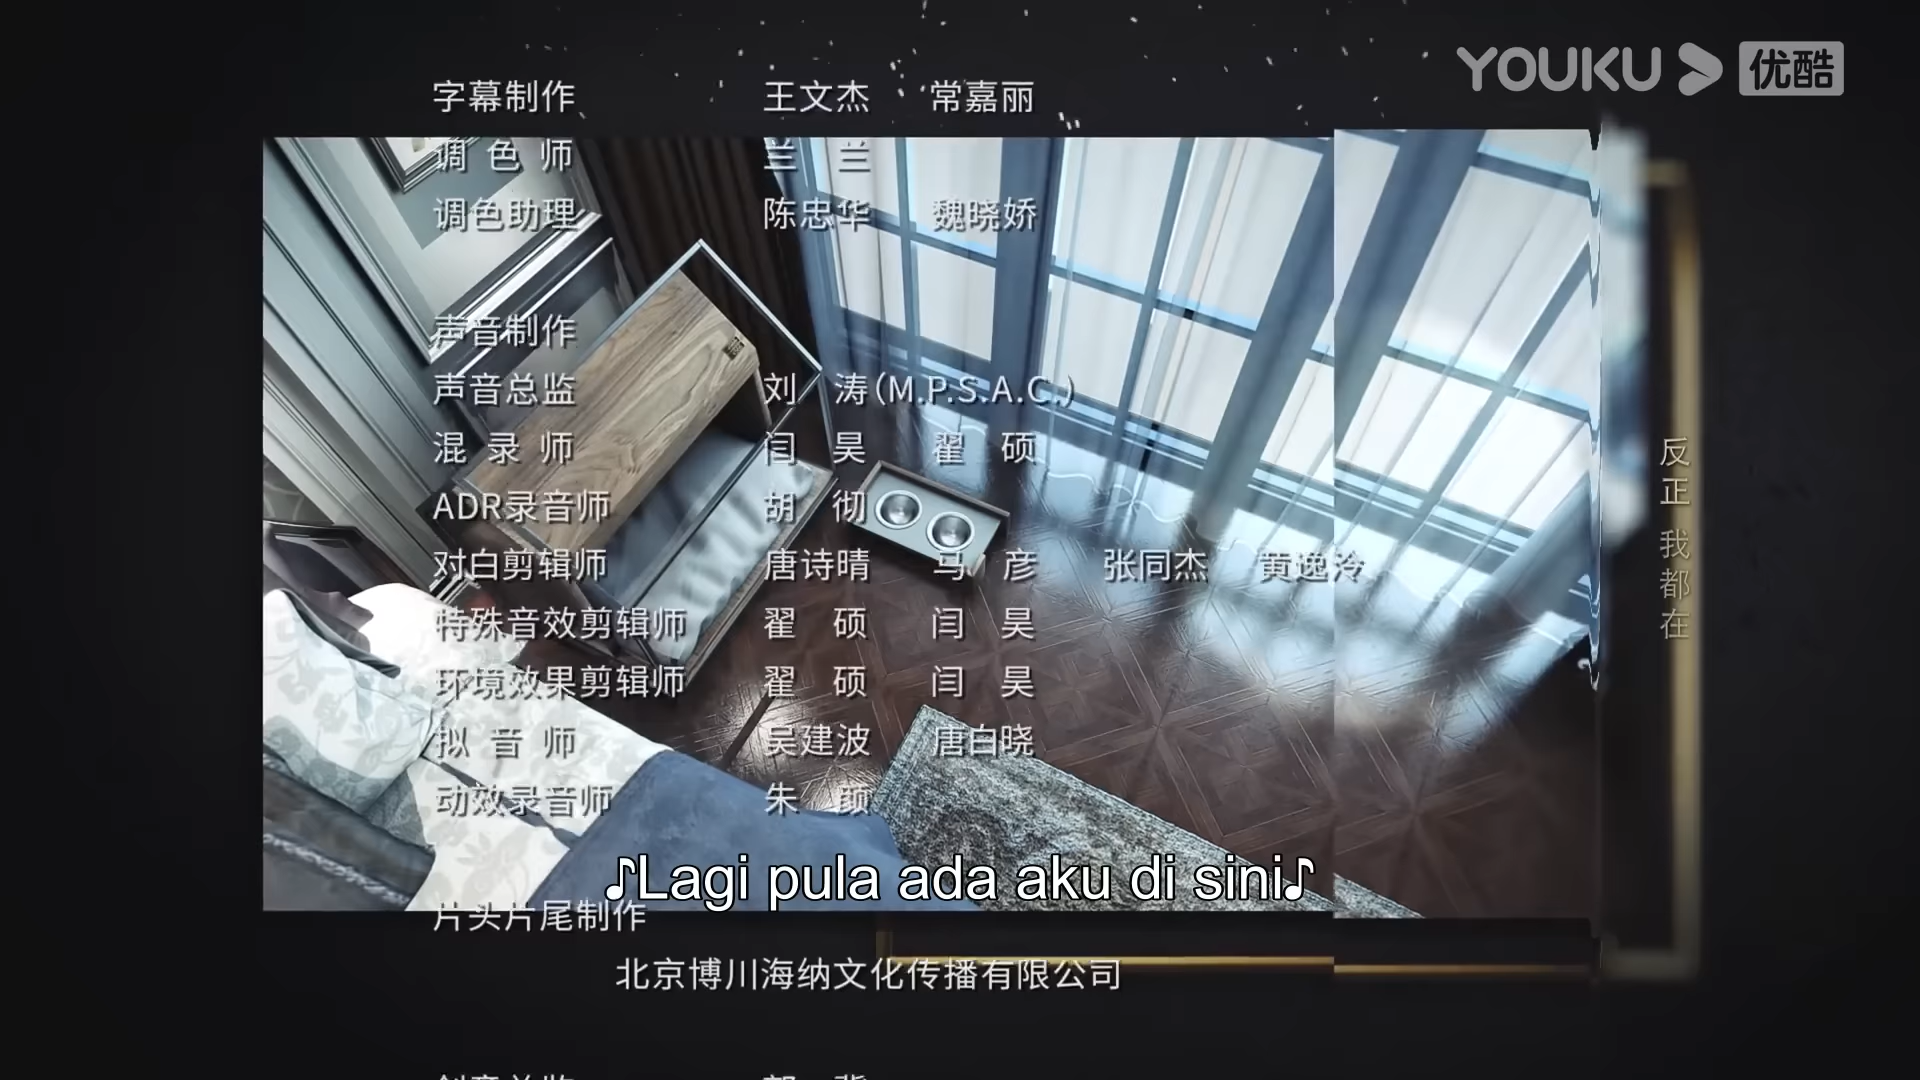 YOUKU 优酷
字幕制作 王文杰 常嘉丽
调色师 兰兰
调色助理 陈忠华 魏晓娇
声音制作
声音总监 刘涛(M.P.S.A.C.)
混录师 闫昊 翟硕
ADR录音师 胡彻
对白剪辑师 唐诗晴 马彦 张同杰 黄逸泠
特殊音效剪辑师 翟硕 闫昊
环境效果剪辑师 翟硕 闫昊
拟音师 吴建波 唐白晓
动效录音师 朱颜
反正 我都在
♪Lagi pula ada aku di sini♪
片头片尾制作
北京博川海纳文化传播有限公司